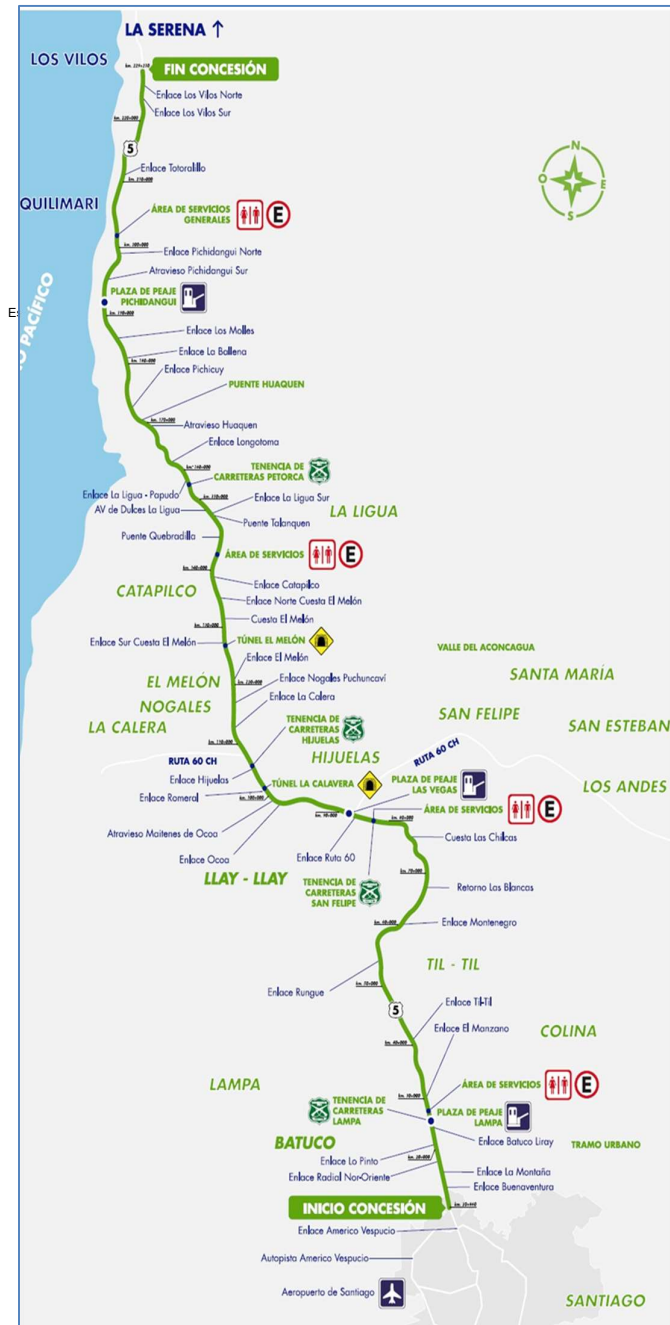 LA SERENA ↑
LOS VILOS
FIN CONCESIÓN
Enlace Los Vilos Norte
Enlace Los Vilos Sur
5
Enlace Totoralillo
QUILIMARI
ÁREA DE SERVICIOS
GENERALES
E
Enlace Pichidangui Norte
Atravieso Pichidangui Sur
PLAZA DE PEAJE
PICHIDANGUI
PACÍFICO
Enlace Los Molles
Enlace La Ballena
Enlace Pichicuy
PUENTE HUAQUEN
Atravieso Huaquen
Enlace Longotoma
TENENCIA DE
CARRETERAS PETORCA
Enlace La Ligua - Papudo
AV de Dulces La Ligua
Enlace La Ligua Sur
LA LIGUA
Puente Talanquen
Puente Quebradilla
ÁREA DE SERVICIOS
E
CATAPILCO
Enlace Catapilco
Enlace Norte Cuesta El Melón
Cuesta El Melón
Enlace Sur Cuesta El Melón
TÚNEL EL MELÓN
Enlace El Melón
VALLE DEL ACONCAGUA
SANTA MARÍA
EL MELÓN
Enlace Nogales Puchuncaví
NOGALES
Enlace La Calera
LA CALERA
SAN FELIPE
SAN ESTEBAN
TENENCIA DE
CARRETERAS
HIJUELAS
HIJUELAS
RUTA 60 CH
RUTA 60 CH
Enlace Hijuelas
TÚNEL LA CALAVERA
PLAZA DE PEAJE
LAS VEGAS
LOS ANDES
Enlace Romeral
ÁREA DE SERVICIOS
E
Atravieso Maitenes de Ocoa
Cuesta Las Chilcas
Enlace Ocoa
Enlace Ruta 60
LLAY - LLAY
TENENCIA DE
CARRETERAS
SAN FELIPE
Retorno Las Blancas
Enlace Montenegro
TIL - TIL
Enlace Rungue
Enlace Til-Til
5
Enlace El Manzano
COLINA
LAMPA
ÁREA DE SERVICIOS
E
TENENCIA DE
CARRETERAS
LAMPA
PLAZA DE PEAJE
LAMPA
BATUCO
Enlace Batuco Liray
TRAMO URBANO
Enlace Lo Pinto
Enlace La Montaña
Enlace Radial Nor-Oriente
Enlace Buenaventura
INICIO CONCESIÓN
Enlace Americo Vespucio
Autopista Americo Vespucio
Aeropuerto de Santiago
SANTIAGO
N
O
E
S